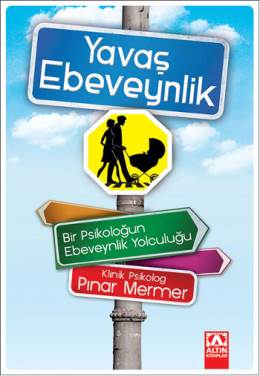 Yavaş
Ebeveynlik
Bir Psikoloğun
Ebeveynlik Yolculuğu
Klinik Psikolog
Pınar Mermer
ALTIN
KİTAPLAR